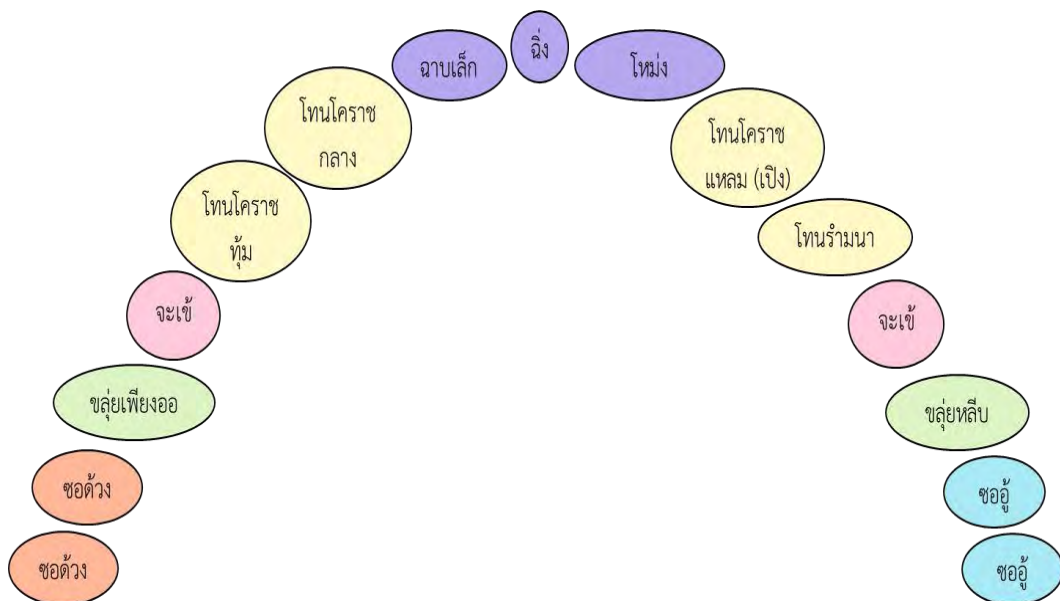 ฉิ่ง
ฉาบเล็ก
โหม่ง
โทนโคราช
กลาง
โทนโคราช
แหลม (เปิง)
โทนโคราช
ทุ้ม
โทนรำมนา
จะเข้
จะเข้
ขลุ่ยเพียงออ
ขลุ่ยหลีบ
ซอด้วง
ซออู้
ซอด้วง
ซออู้